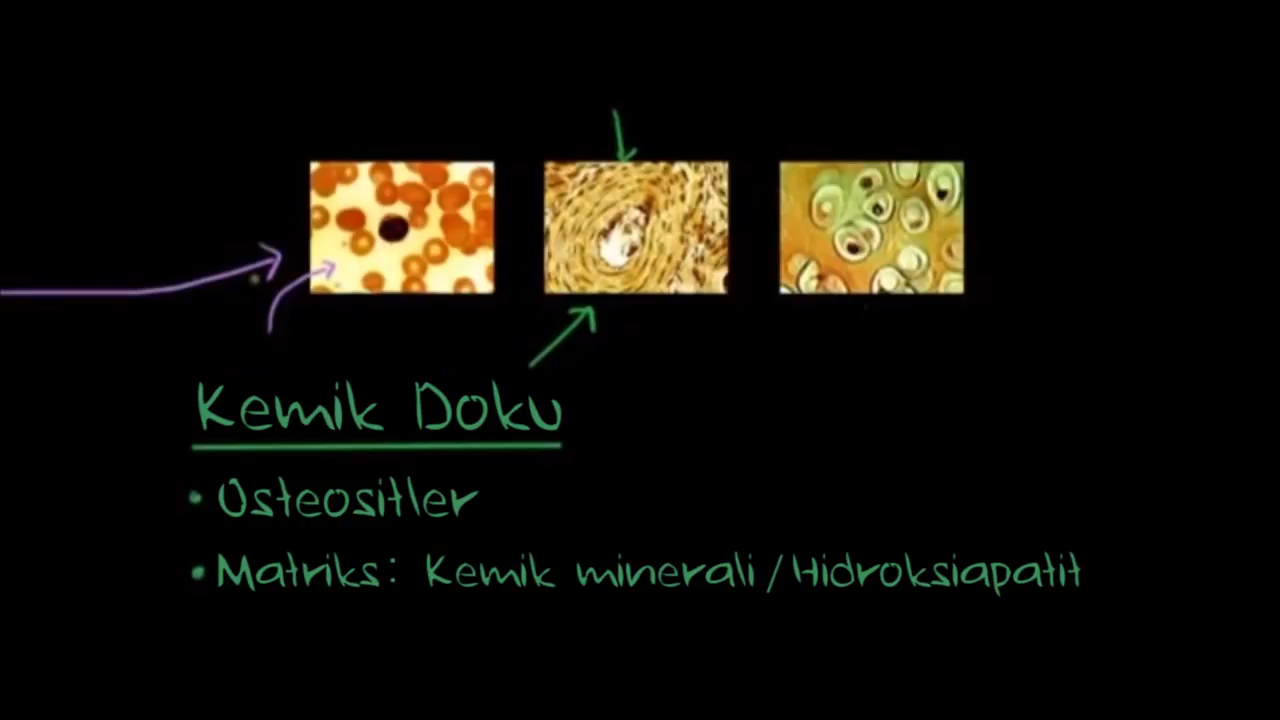 Kemik Doku
• Osteositler
• Matriks: Kemik minerali / Hidroksiapatit